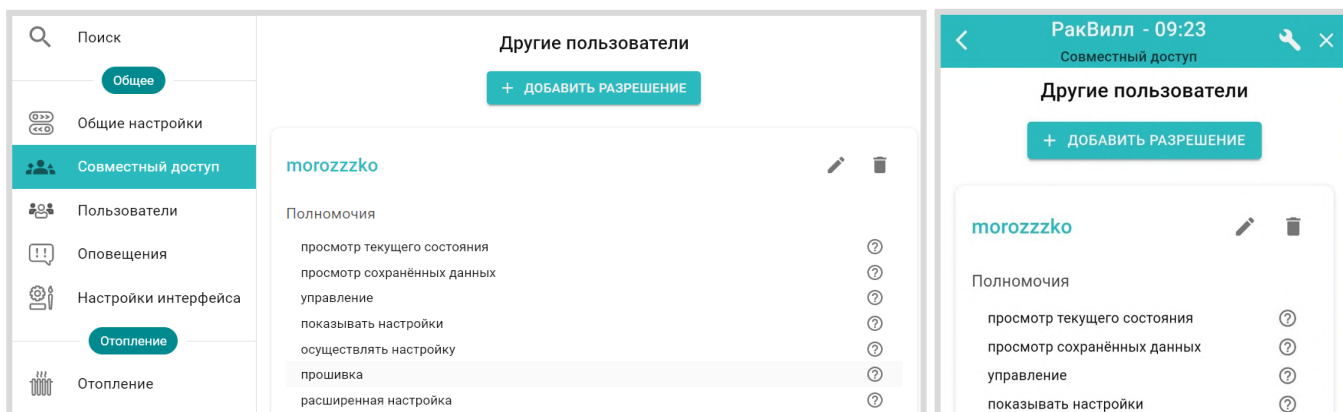 Поиск
Общее
Общие настройки
Совместный доступ
Пользователи
Оповещения
Настройки интерфейса
Отопление
Отопление
Другие пользователи
+ ДОБАВИТЬ РАЗРЕШЕНИЕ
morozzzko
Полномочия
просмотр текущего состояния
просмотр сохранённых данных
управление
показывать настройки
осуществлять настройку
прошивка
расширенная настройка
РакВилл - 09:23
Совместный доступ
Другие пользователи
+ ДОБАВИТЬ РАЗРЕШЕНИЕ
morozzzko
Полномочия
просмотр текущего состояния
просмотр сохранённых данных
управление
показывать настройки